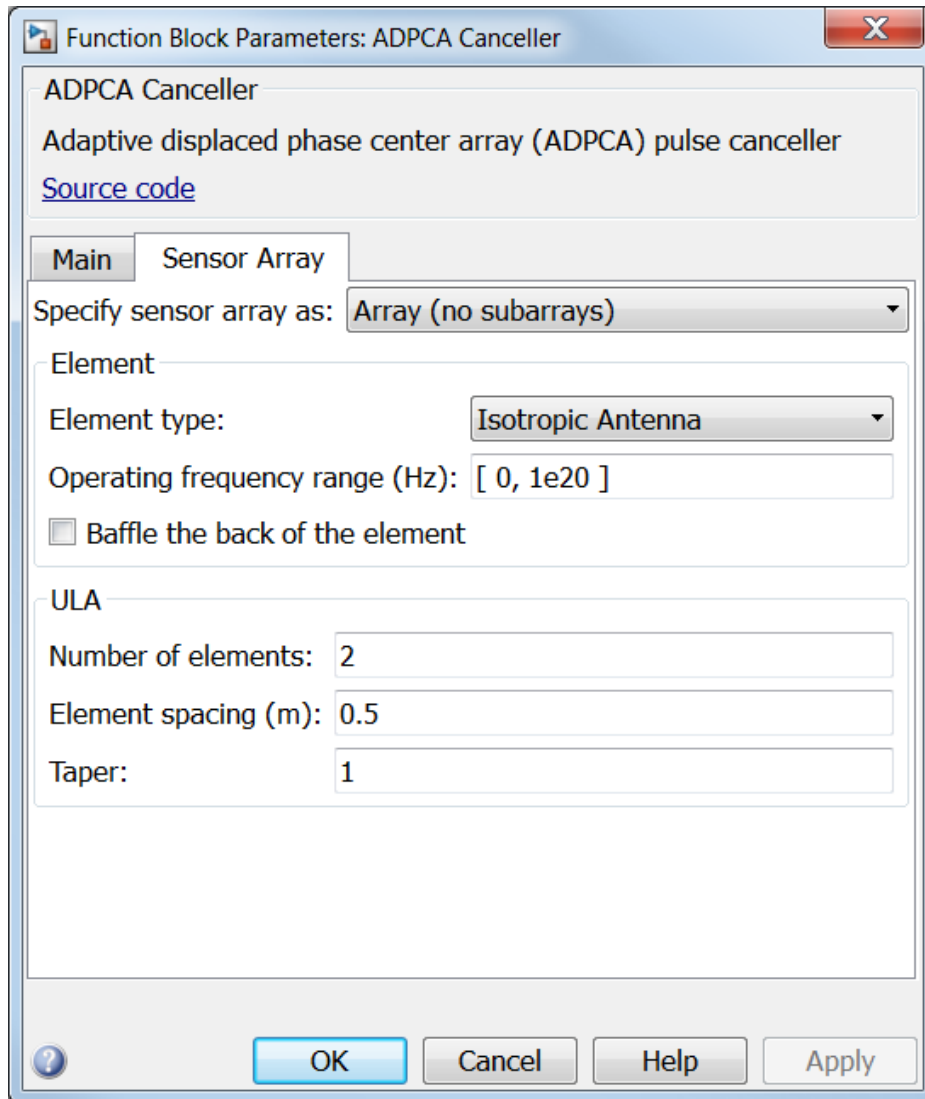 Function Block Parameters: ADPCA Canceller
X
ADPCA Canceller
Adaptive displaced phase center array (ADPCA) pulse canceller
Source code
Main Sensor Array
Specify sensor array as: Array (no subarrays)
Element
Element type: Isotropic Antenna
Operating frequency range (Hz): [ 0, 1e20 ]
Baffle the back of the element
ULA
Number of elements: 2
Element spacing (m): 0.5
Taper: 1
? OK Cancel Help Apply